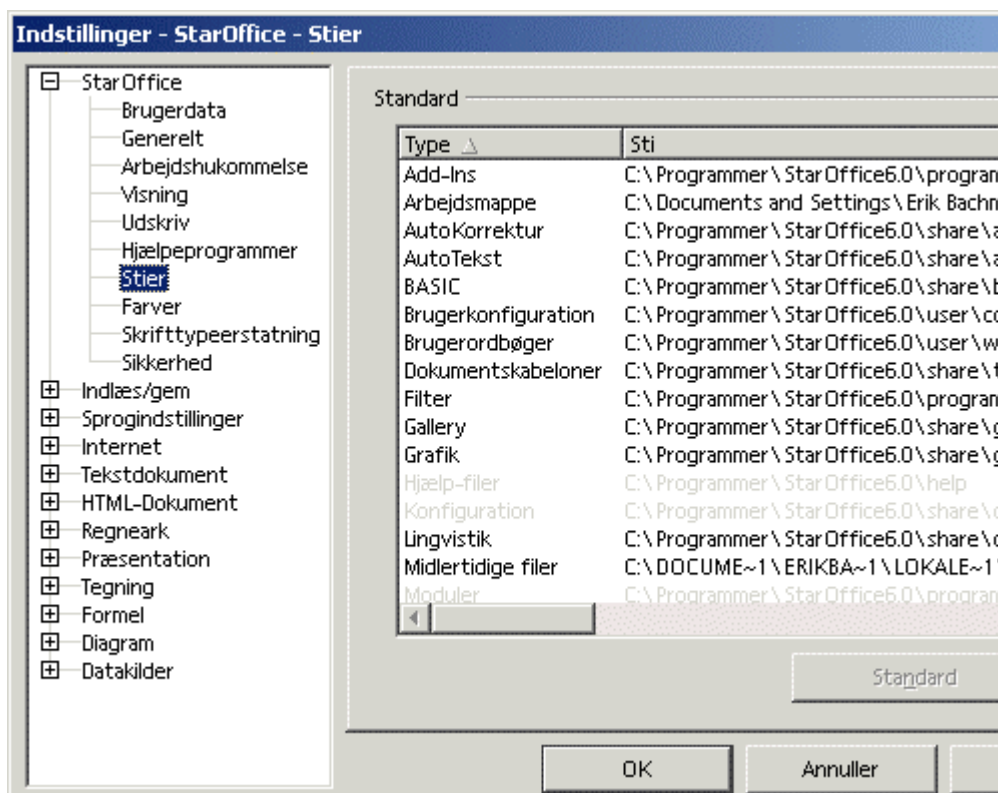 Indstillinger - StarOffice - Stier
StarOffice
Brugerdata
Generelt
Arbejdshukommelse
Visning
Udskriv
Hjælpeprogrammer
Stier
Farver
Skrifttypeerstatning
Sikkerhed
Indlæs/gem
Sprogindstillinger
Internet
Tekstdokument
HTML-Dokument
Regneark
Præsentation
Tegning
Formel
Diagram
Datakilder
Standard
Type Sti
Add-Ins C:\Programmer\StarOffice6.0\program
Arbejdsmappe C:\Documents and Settings\Erik Bachm
AutoKorrektur C:\Programmer\StarOffice6.0\share\a
AutoTekst C:\Programmer\StarOffice6.0\share\a
BASIC C:\Programmer\StarOffice6.0\share\b
Brugerkonfiguration C:\Programmer\StarOffice6.0\user\co
Brugerordbøger C:\Programmer\StarOffice6.0\user\w
Dokumentskabeloner C:\Programmer\StarOffice6.0\share\t
Filter C:\Programmer\StarOffice6.0\program
Gallery C:\Programmer\StarOffice6.0\share\g
Grafik C:\Programmer\StarOffice6.0\share\g
Hjælp-filer C:\Programmer\StarOffice6.0\help
Konfiguration C:\Programmer\StarOffice6.0\share\c
Lingvistik C:\Programmer\StarOffice6.0\share\d
Midlertidige filer C:\DOCUME~1\ERIKBA~1\LOKALE~1\
Moduler C:\Programmer\StarOffice6.0\program
Standard
OK Annuller